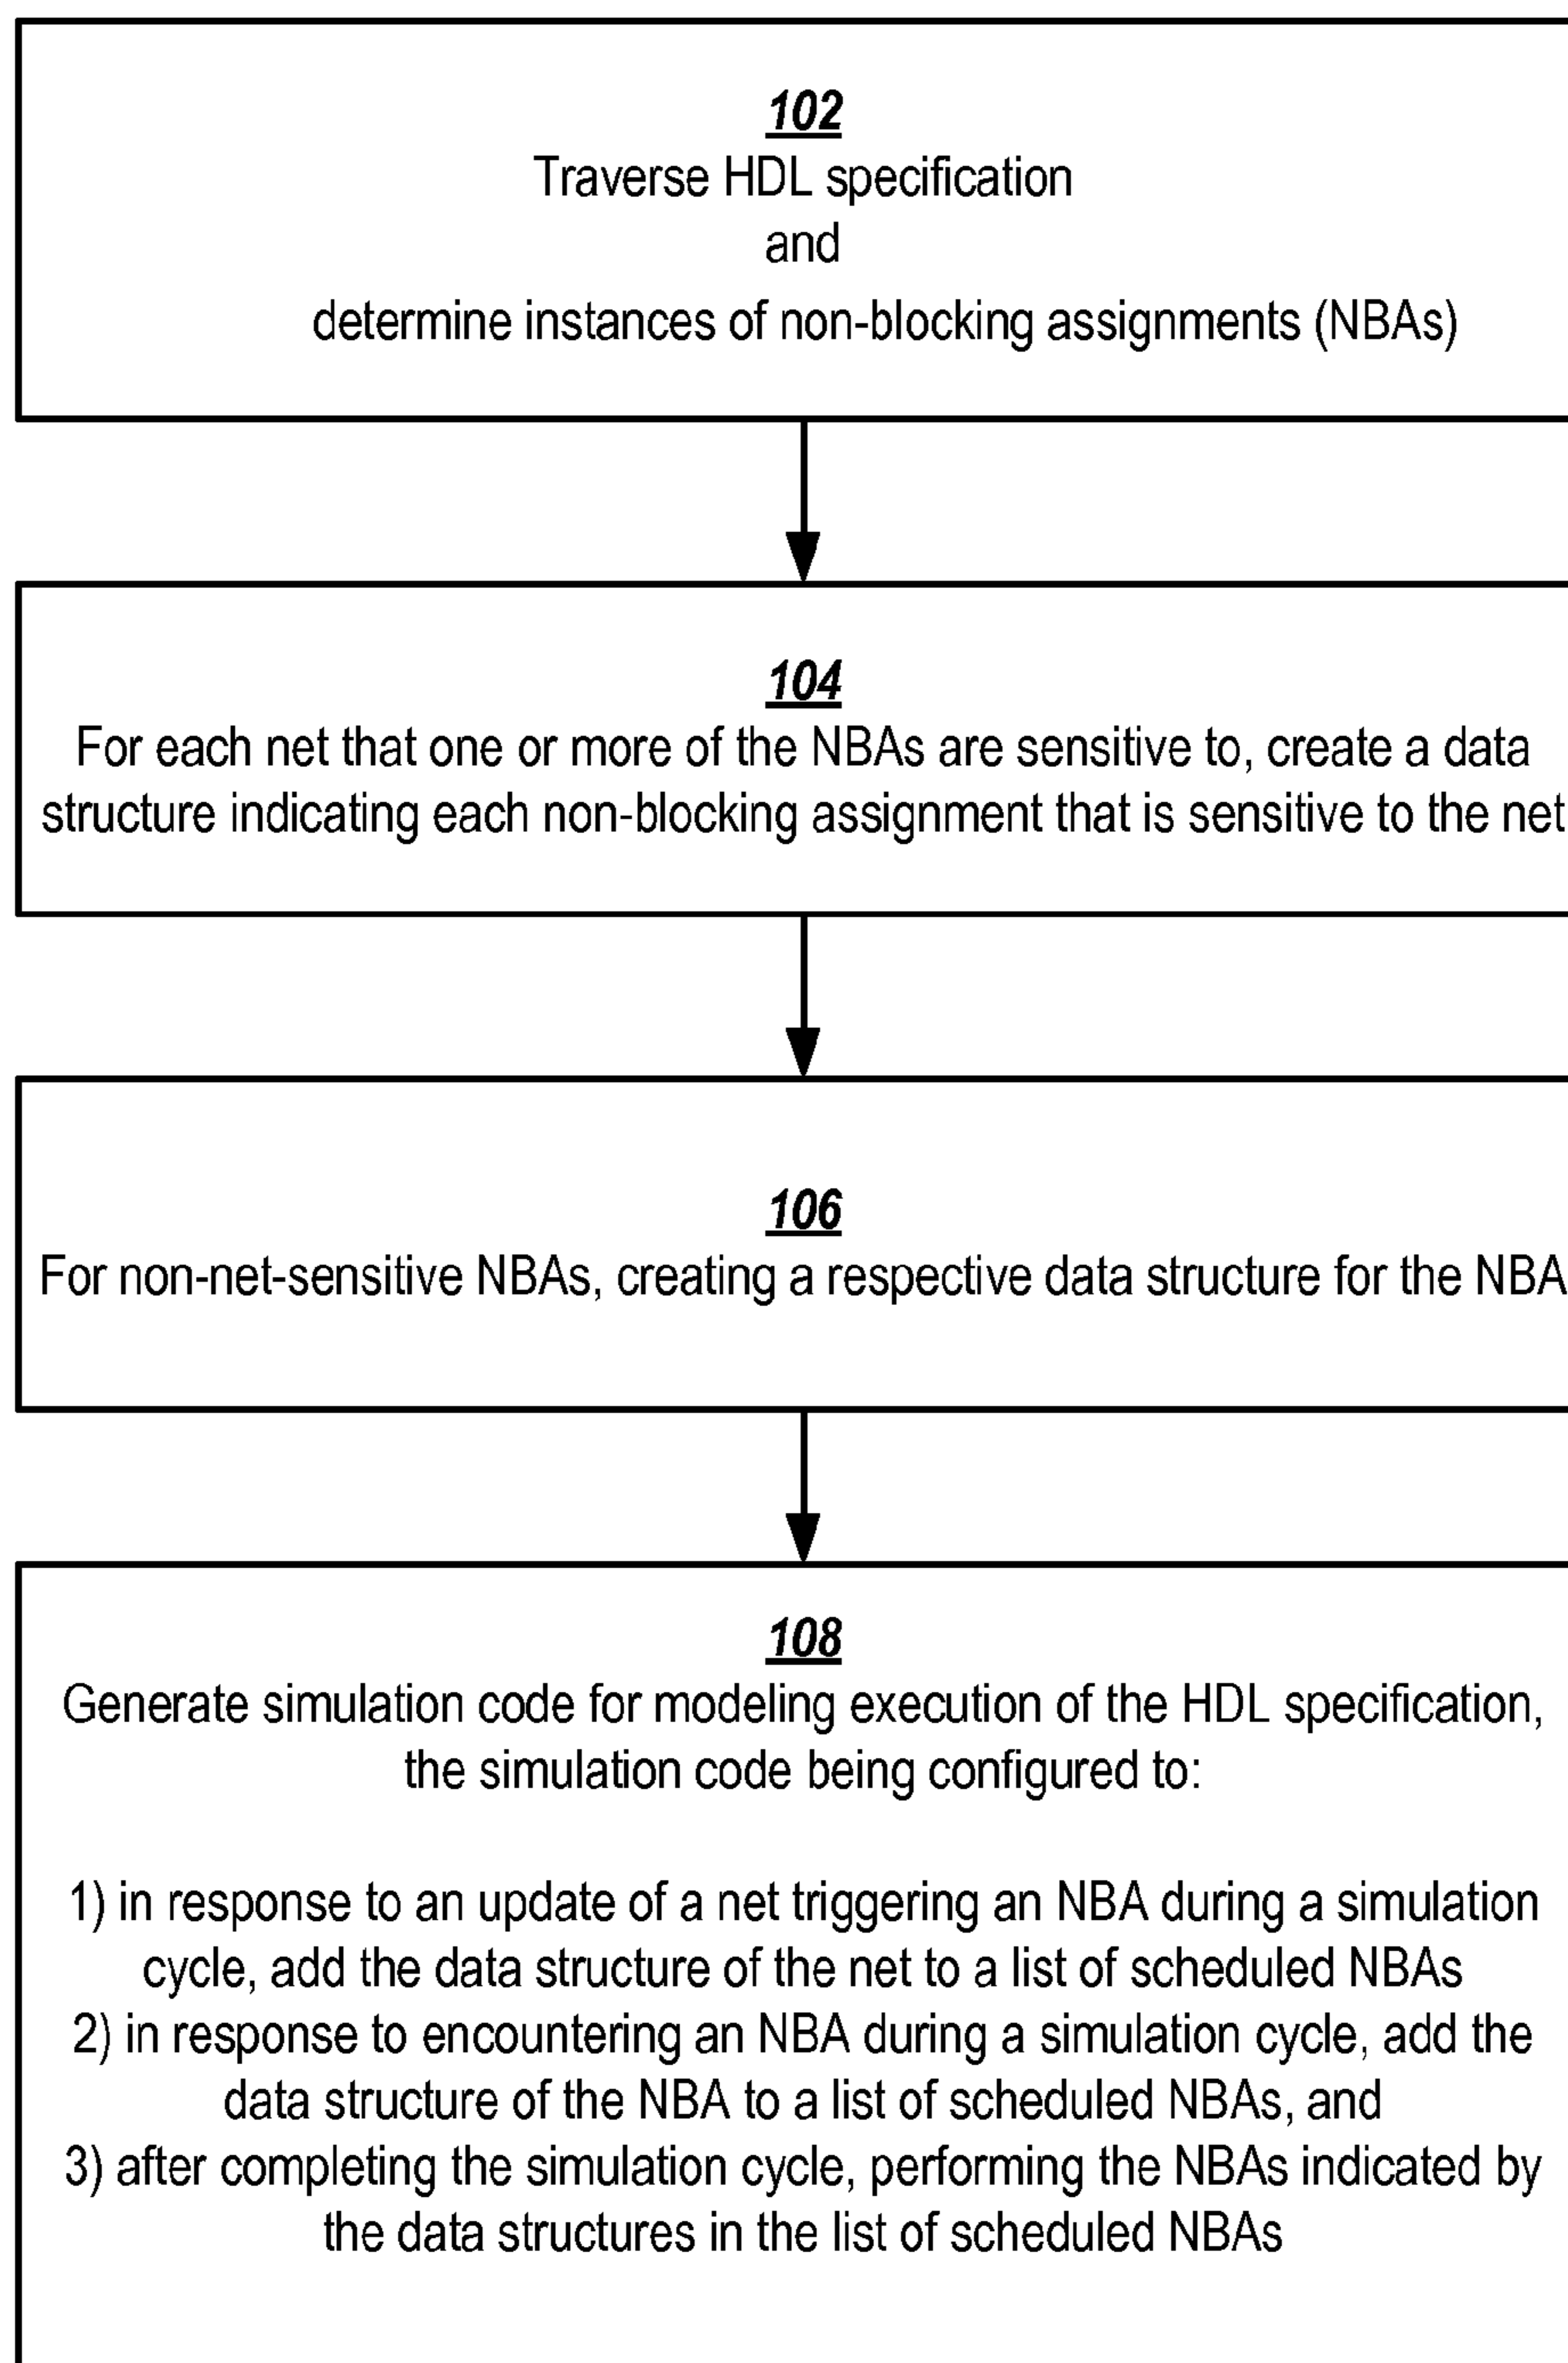 102
Traverse HDL specification
and
determine instances of non-blocking assignments (NBAs)
104
For each net that one or more of the NBAs are sensitive to, create a data
structure indicating each non-blocking assignment that is sensitive to the net
106
For non-net-sensitive NBAs, creating a respective data structure for the NBA
108
Generate simulation code for modeling execution of the HDL specification,
the simulation code being configured to:
1) in response to an update of a net triggering an NBA during a simulation
cycle, add the data structure of the net to a list of scheduled NBAs
2) in response to encountering an NBA during a simulation cycle, add the
data structure of the NBA to a list of scheduled NBAs, and
3) after completing the simulation cycle, performing the NBAs indicated by
the data structures in the list of scheduled NBAs